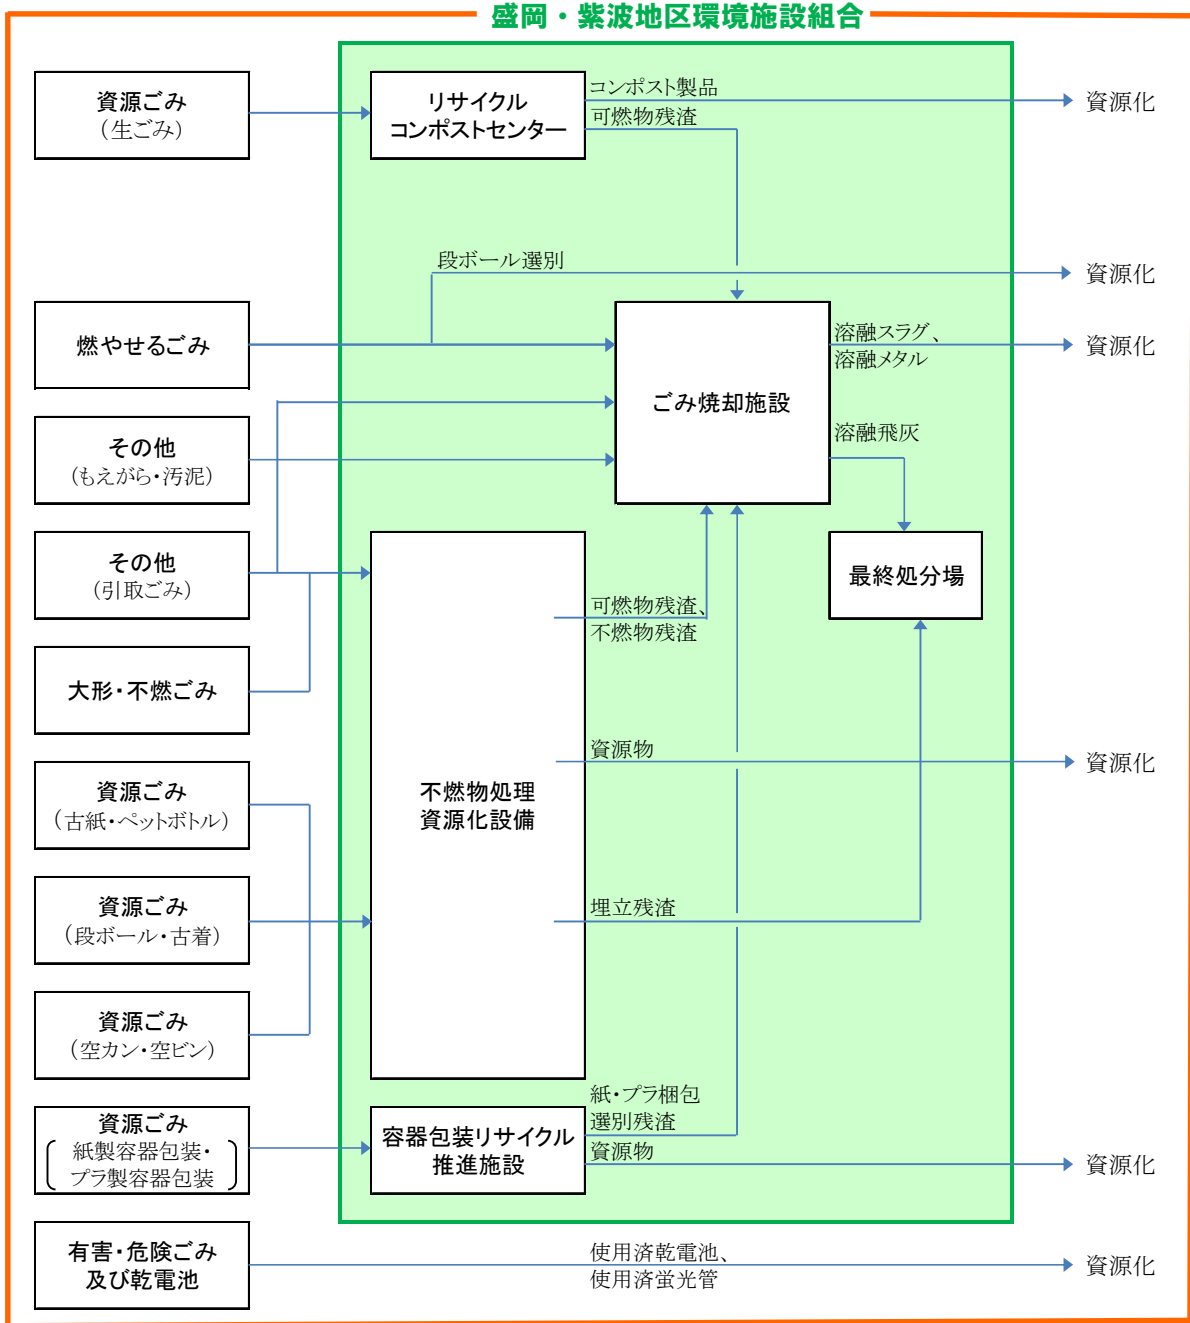 盛岡・紫波地区環境施設組合
資源ごみ
（生ごみ）
リサイクル
コンポストセンター
コンポスト製品
可燃物残渣
資源化
段ボール選別
資源化
燃やせるごみ
ごみ焼却施設
溶融スラグ、
溶融メタル
資源化
その他
(もえがら・汚泥)
溶融飛灰
その他
(引取ごみ)
最終処分場
可燃物残渣、
不燃物残渣
大形・不燃ごみ
資源物
資源化
資源ごみ
（古紙・ペットボトル）
不燃物処理
資源化設備
資源ごみ
（段ボール・古着）
埋立残渣
資源ごみ
（空カン・空ビン）
資源ごみ
紙製容器包装・
プラ製容器包装
容器包装リサイクル
推進施設
紙・プラ梱包
選別残渣
資源物
資源化
有害・危険ごみ
及び乾電池
使用済乾電池、
使用済蛍光管
資源化